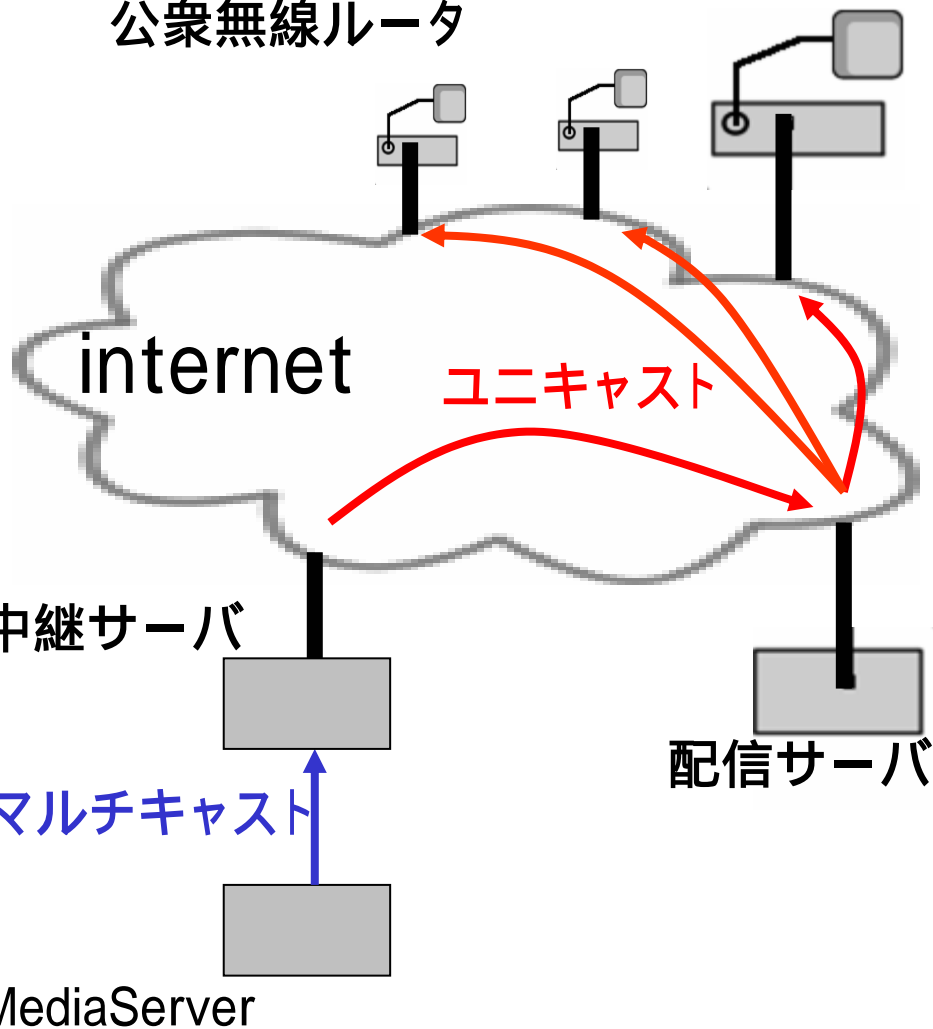 公衆無線ルータ
internet
ユニキャスト
中継サーバ
配信サーバ
マルチキャスト
MediaServer